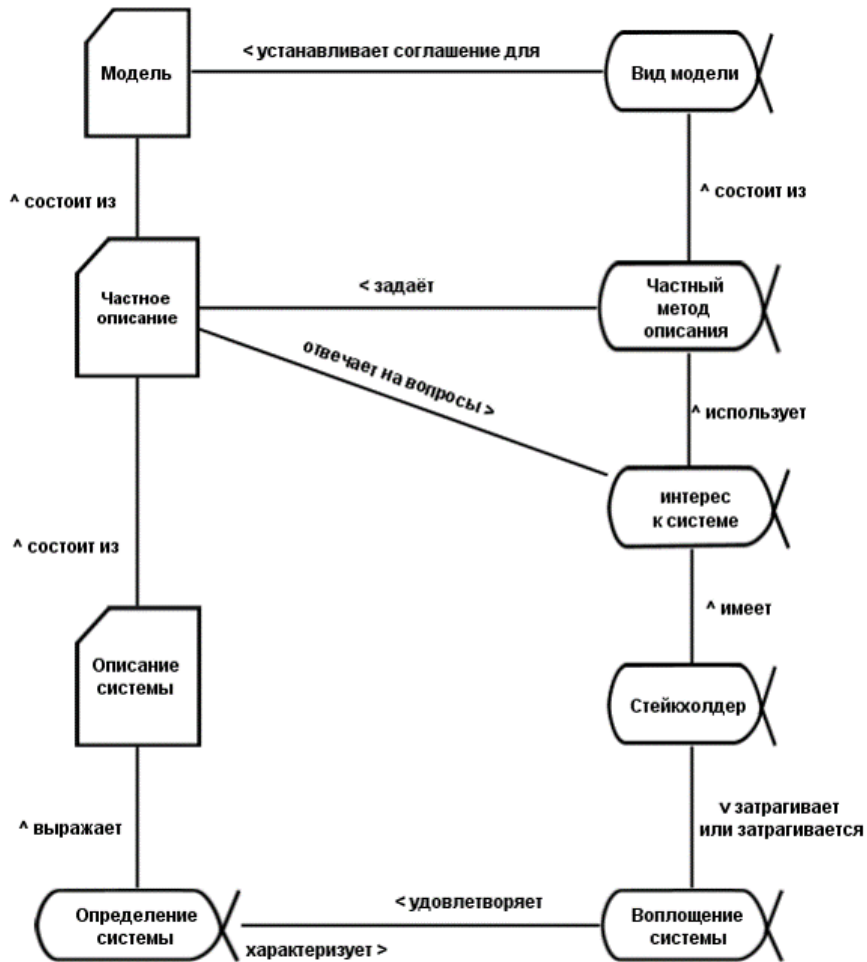 Модель
< устанавливает соглашение для
Вид модели
^ состоит из
^ состоит из
Частное
описание
< задаёт
Частный
метод
описания
отвечает на вопросы >
^ использует
интерес
к системе
^ состоит из
^ имеет
Описание
системы
Стейкхолдер
^ выражает
v затрагивает
или затрагивается
Определение
системы
< удовлетворяет
характеризует >
Воплощение
системы